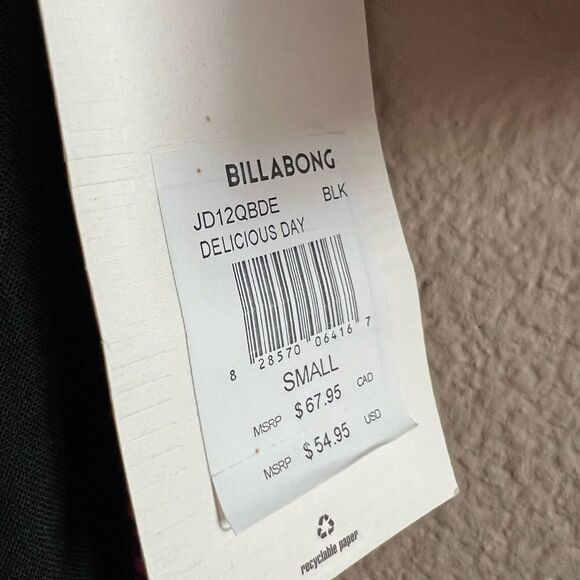 BILLABONG
JD12QBDE BLK
DELICIOUS DAY
8 28570 06416 7
SMALL
MSRP $67.95 CAD
MSRP $54.95 USD
recyclable paper